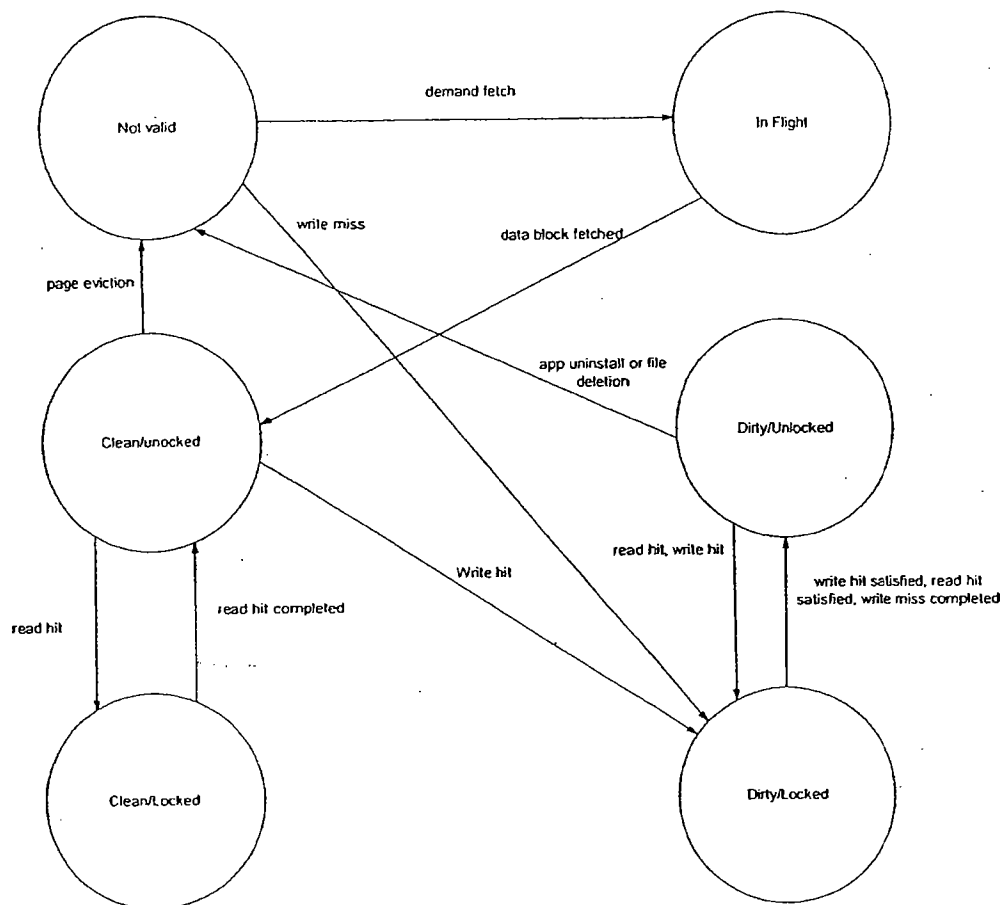 demand fetch
Not valid
In Flight
write miss
data block fetched
page eviction
app uninstall or file
deletion
Clean/unocked
Dirty/Unlocked
read hit, write hit
Write hit
write hit satisfied, read hit
satisfied, write miss completed
read hit completed
read hit
Clean/Locked
Dirty/Locked